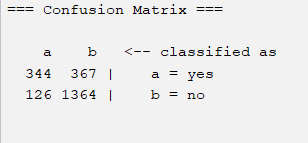 === Confusion Matrix ===
a b <-- classified as
344 367 | a = yes
126 1364 | b = no